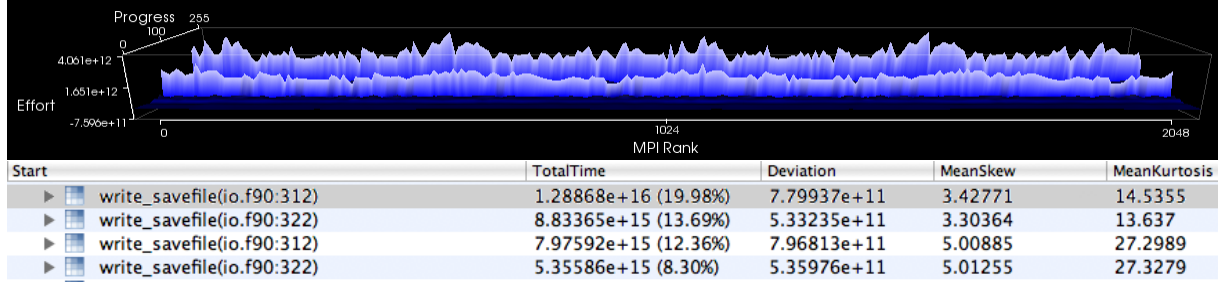 Progress 255
100
0
4.061e+12
1.651e+12
Effort
-7.596e+11
0 1024 2048
MPI Rank
Start TotalTime Deviation MeanSkew MeanKurtosis
write_savefile(io.f90:312) 1.28868e+16 (19.98%) 7.79937e+11 3.42771 14.5355
write_savefile(io.f90:322) 8.83365e+15 (13.69%) 5.33235e+11 3.30364 13.637
write_savefile(io.f90:312) 7.97592e+15 (12.36%) 7.96813e+11 5.00885 27.2989
write_savefile(io.f90:322) 5.35586e+15 (8.30%) 5.35976e+11 5.01255 27.3279